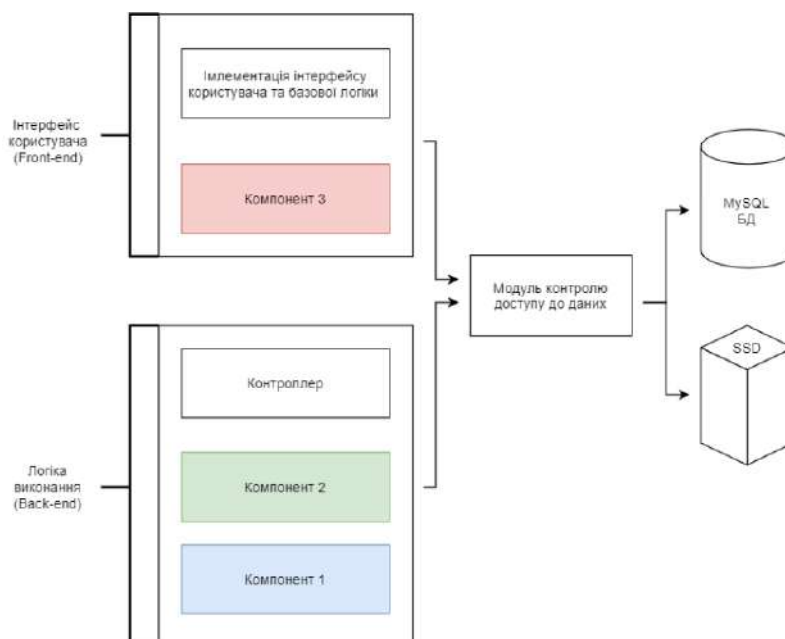 Імлементація інтерфейсу
користувача та базової логіки
Інтерфейс
користувача
(Front-end)
Компонент 3
MySQL
БД
Модуль контролю
доступу до даних
SSD
Контроллер
Логіка
виконання
(Back-end)
Компонент 2
Компонент 1